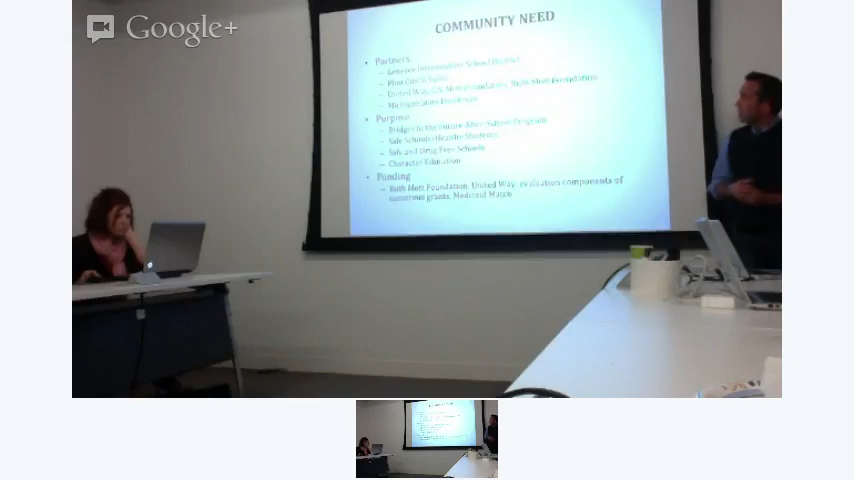 Google+
COMMUNITY NEED
• Partners
– Genesee Intermediate School District
– Flint City Schools
– United Way, C.S. Mott Foundation, Ruth Mott Foundation
– Michigan State University
• Purpose
– Bridges to the Future After School Program
– Safe Schools/Healthy Students
– Safe and Drug Free Schools
– Character Education
• Funding
– Ruth Mott Foundation, United Way, evaluation components of
numerous grants, Medicaid Match